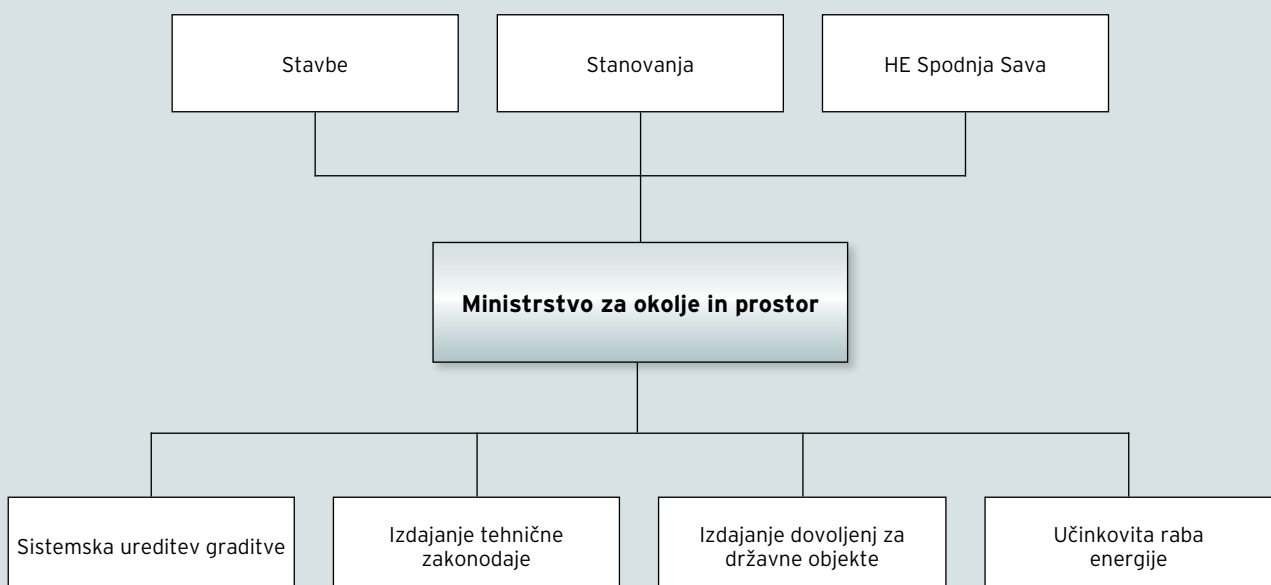 Stavbe
Stanovanja
HE Spodnja Sava
Ministrstvo za okolje in prostor
Sistemska ureditev graditve
Izdajanje tehnične
zakonodaje
Izdajanje dovoljenj za
državne objekte
Učinkovita raba
energije